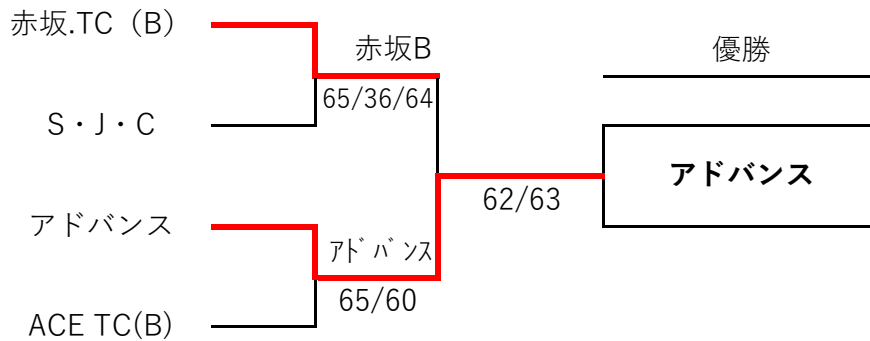 赤坂.TC（B）
赤坂B
優勝
65/36/64
S・J・C
アドバンス
62/63
アドバンス
ｱﾄﾞﾊﾞﾝｽ
65/60
ACE TC(B)